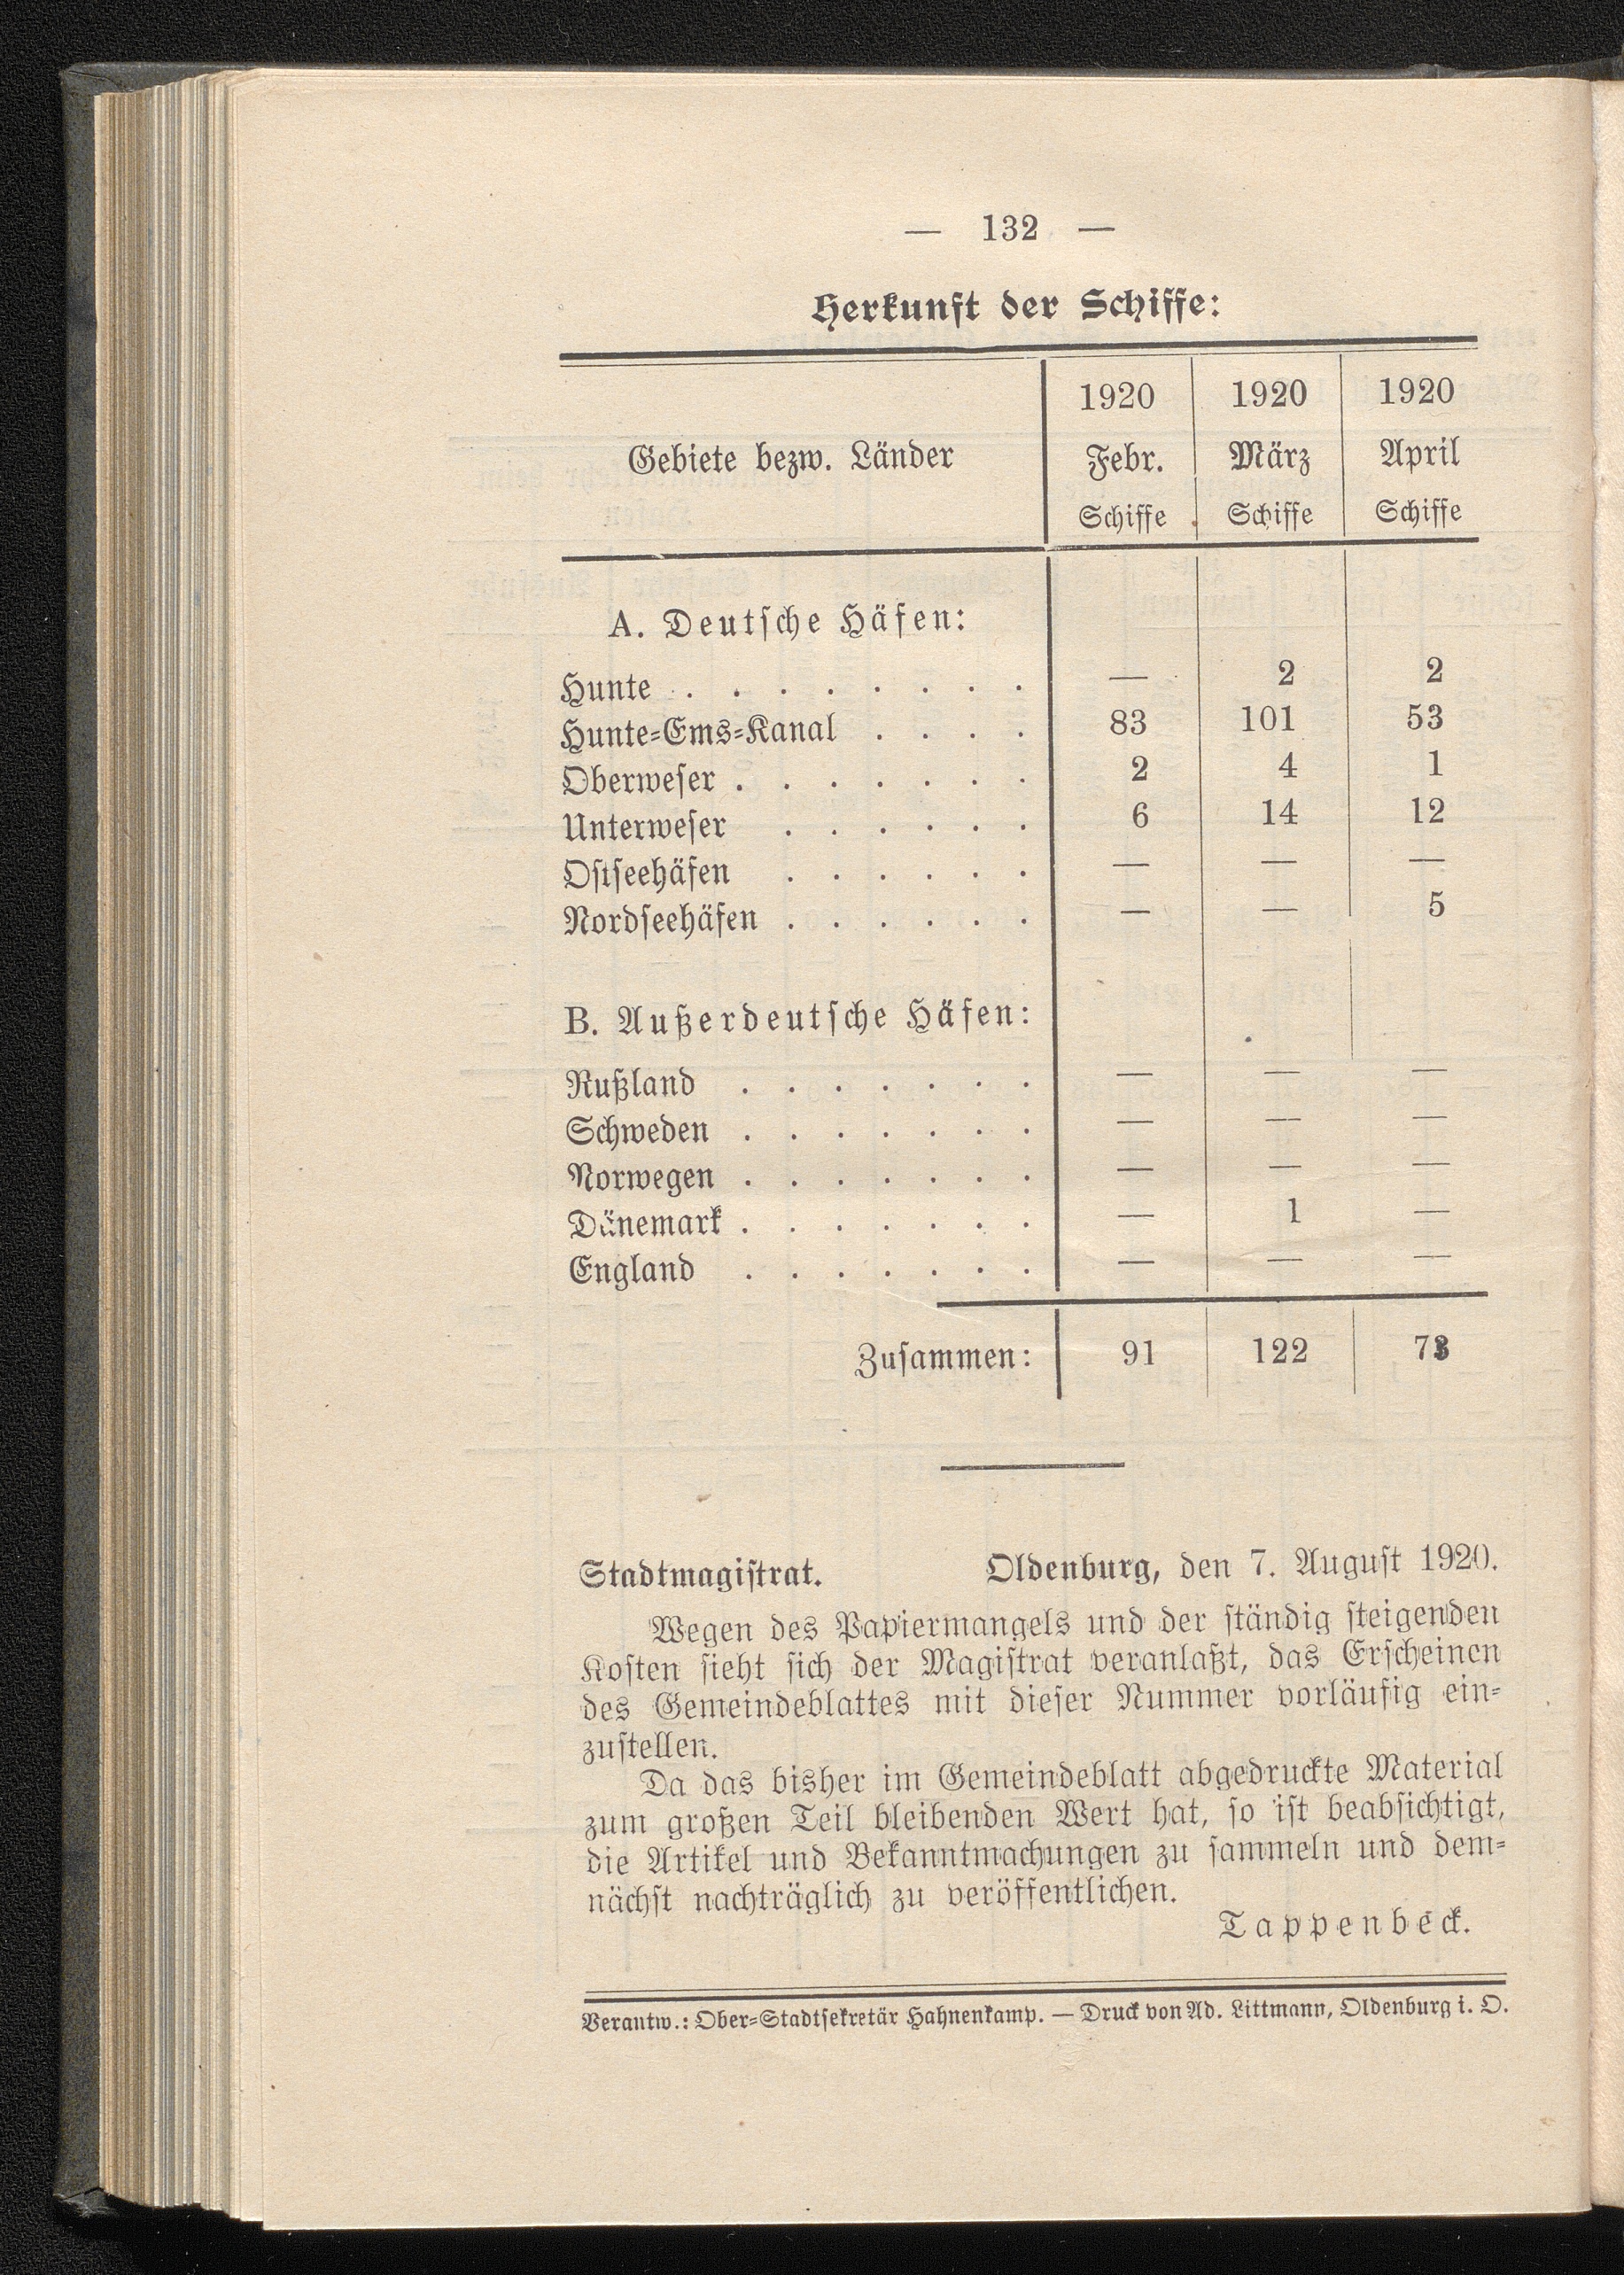 — 132 —
Herkunft der Schiffe:
Gebiete bezw. Länder 1920 Febr. Schiffe 1920 März Schiffe 1920 April Schiffe
A. Deutsche Häfen:
Hunte . . . . . . . . — 2 2
Hunte-Ems-Kanal . . . . 83 101 53
Oberweser . . . . . . . 2 4 1
Unterweser . . . . . . 6 14 12
Ostseehäfen . . . . . . — — —
Nordseehäfen . . . . . . — — 5
B. Außerdeutsche Häfen:
Rußland . . . . . . . — — —
Schweden . . . . . . . — — —
Norwegen . . . . . . . — — —
Dänemark . . . . . . . — 1 —
England . . . . . . . — — —
Zusammen: 91 122 73
Stadtmagistrat. Oldenburg, den 7. August 1920.
Wegen des Papiermangels und der ständig steigenden
Kosten sieht sich der Magistrat veranlaßt, das Erscheinen
des Gemeindeblattes mit dieser Nummer vorläufig ein-
zustellen.
Da das bisher im Gemeindeblatt abgedruckte Material
zum großen Teil bleibenden Wert hat, so ist beabsichtigt,
die Artikel und Bekanntmachungen zu sammeln und dem-
nächst nachträglich zu veröffentlichen.
Tappenbeck.
Verantw.: Ober-Stadtsekretär Hahnenkamp. — Druck von Ad. Littmann, Oldenburg i. O.